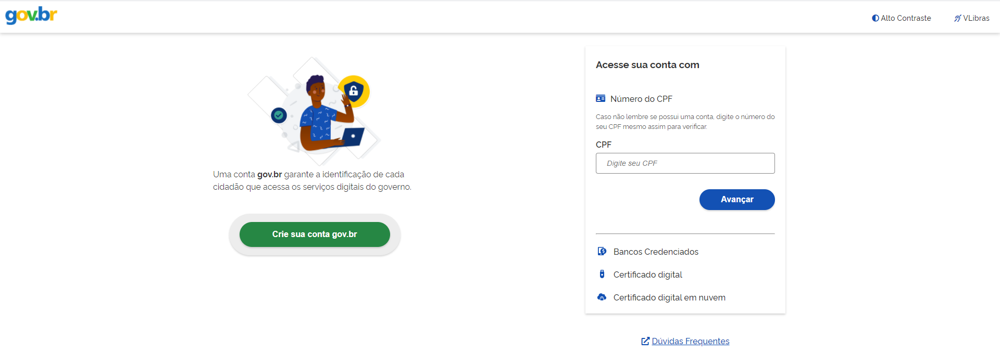 gov.br
Alto Contraste
VLibras
Uma conta gov.br garante a identificação de cada
cidadão que acessa os serviços digitais do governo.
Crie sua conta gov.br
Acesse sua conta com
Número do CPF
Caso não lembre se possui uma conta, digite o número do
seu CPF mesmo assim para verificar.
CPF
Digite seu CPF
Avançar
Bancos Credenciados
Certificado digital
Certificado digital em nuvem
Dúvidas Frequentes